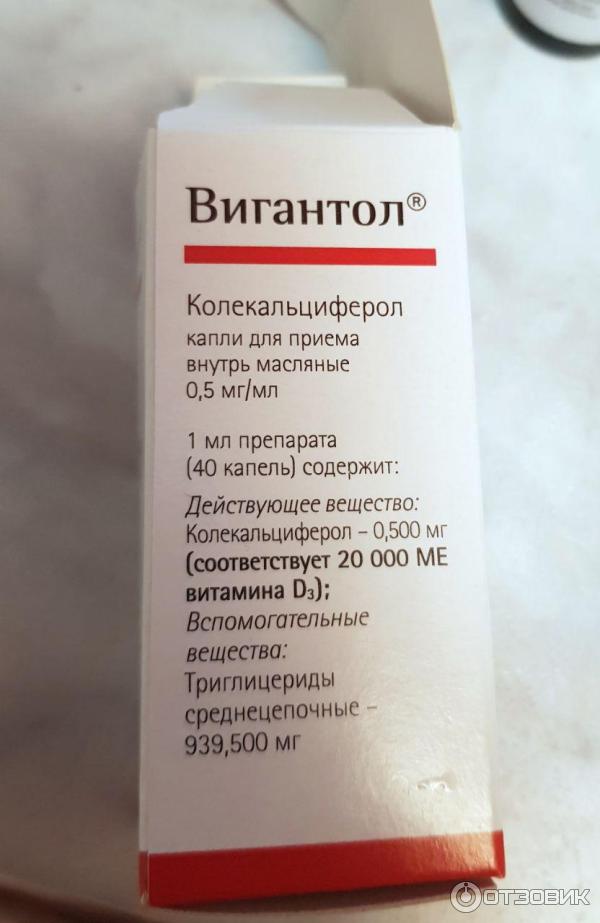 Вигантол®
Колекальциферол
капли для приема
внутрь масляные
0,5 мг/мл
1 мл препарата
(40 капель) содержит:
Действующее вещество:
Колекальциферол – 0,500 мг
(соответствует 20 000 МЕ
витамина D₃);
Вспомогательные
вещества:
Триглицериды
среднецепочные –
939,500 мг
ОТЗОВИК